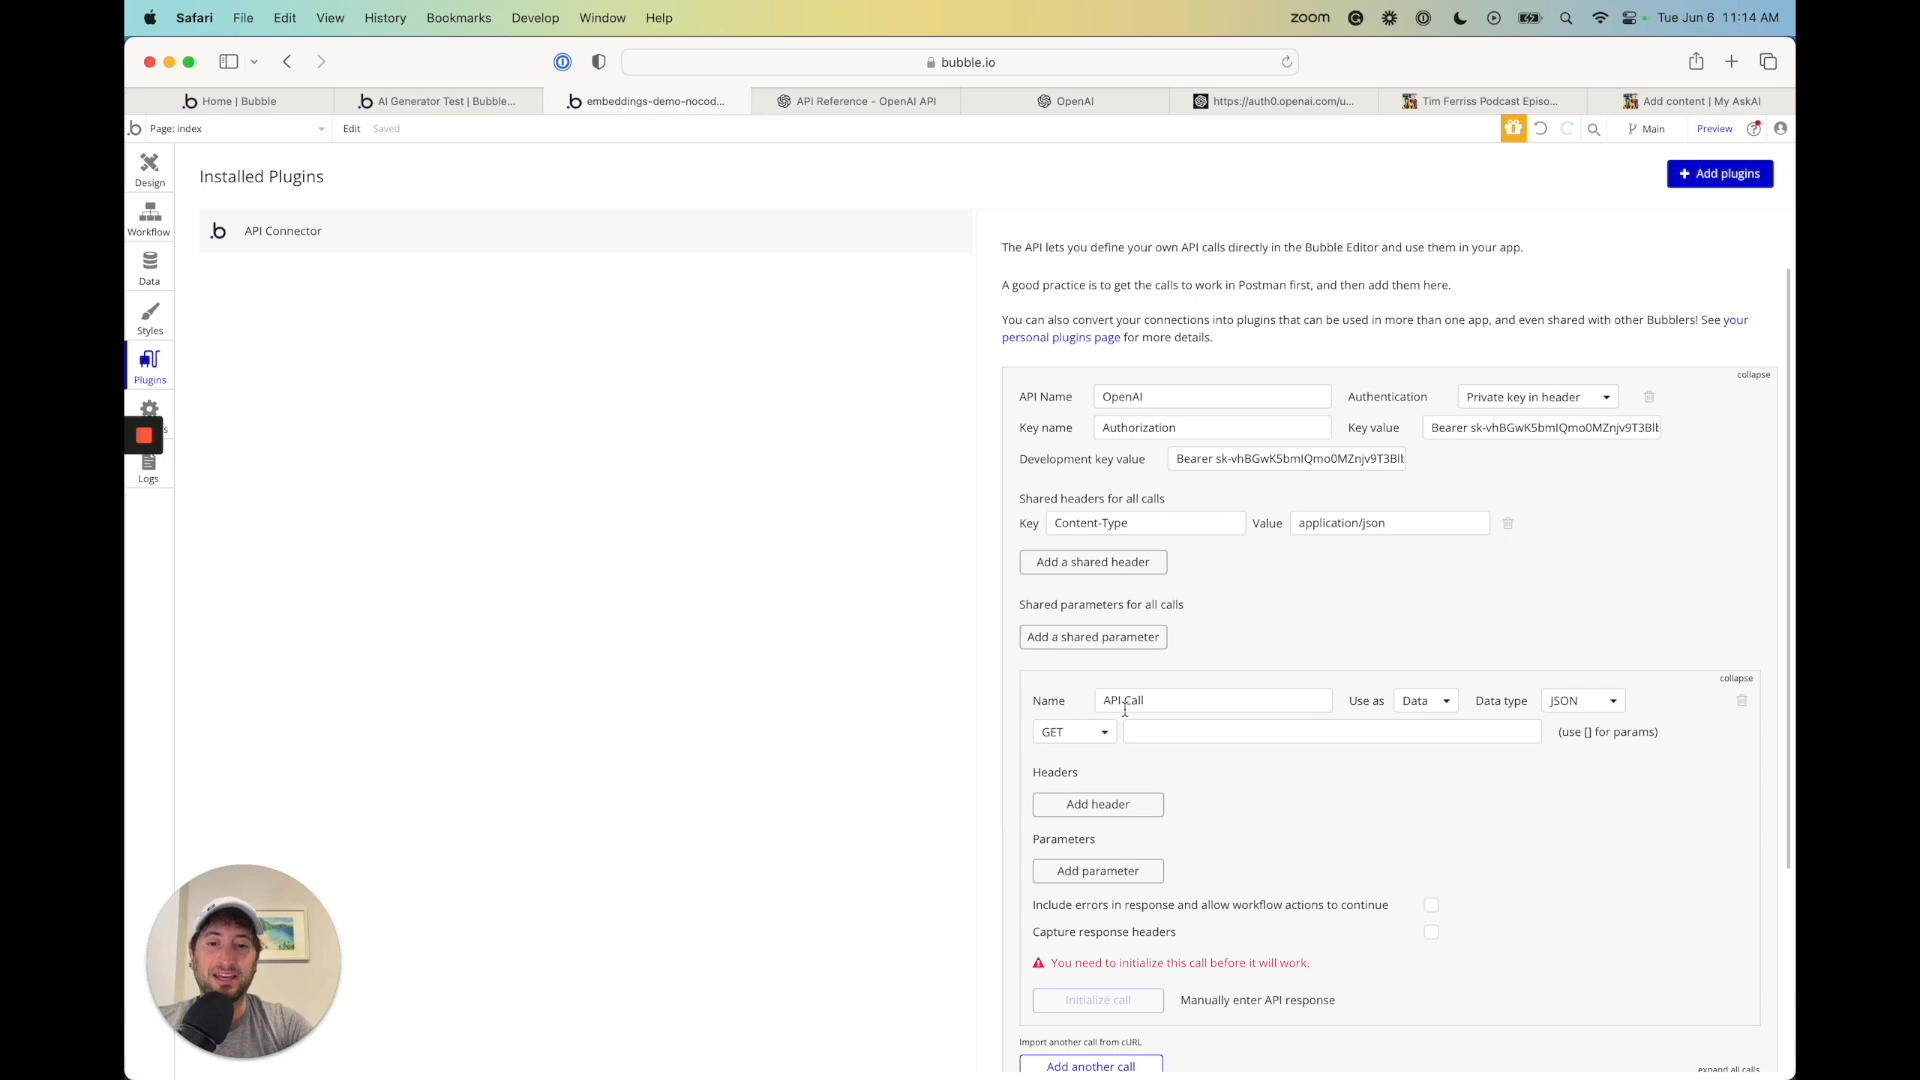 Safari File Edit View History Bookmarks Develop Window Help zoom Tue Jun 6 11:14 AM
bubble.io
Home | Bubble
AI Generator Test | Bubble...
embeddings-demo-nocod...
API Reference - OpenAI API
OpenAI
https://auth0.openai.com/u...
Tim Ferriss Podcast Episo...
Add content | My AskAI
Page: index Edit Saved Main Preview
Design
Workflow
Data
Styles
Plugins
Logs
Installed Plugins
Add plugins
API Connector
The API lets you define your own API calls directly in the Bubble Editor and use them in your app.
A good practice is to get the calls to work in Postman first, and then add them here.
You can also convert your connections into plugins that can be used in more than one app, and even shared with other Bubblers! See your
personal plugins page for more details.
collapse
API Name OpenAI Authentication Private key in header
Key name Authorization Key value Bearer sk-vhBGwK5bmIQmo0MZnjv9T3Blt
Development key value Bearer sk-vhBGwK5bmIQmo0MZnjv9T3Blt
Shared headers for all calls
Key Content-Type Value application/json
Add a shared header
Shared parameters for all calls
Add a shared parameter
collapse
Name API Call Use as Data Data type JSON
GET (use [] for params)
Headers
Add header
Parameters
Add parameter
Include errors in response and allow workflow actions to continue
Capture response headers
You need to initialize this call before it will work.
Initialize call Manually enter API response
Import another call from cURL
Add another call
expand all calls